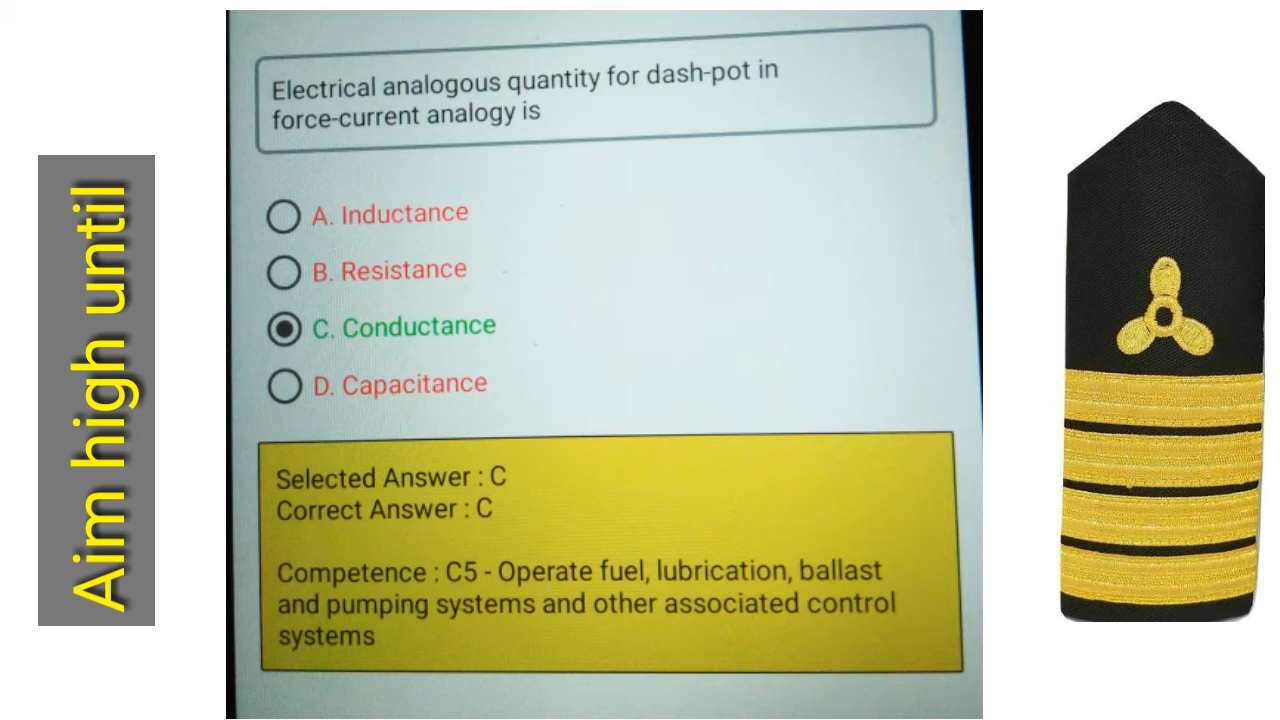 Aim high until
Electrical analogous quantity for dash-pot in
force-current analogy is
A. Inductance
B. Resistance
C. Conductance
D. Capacitance
Selected Answer : C
Correct Answer : C
Competence : C5 - Operate fuel, lubrication, ballast
and pumping systems and other associated control
systems